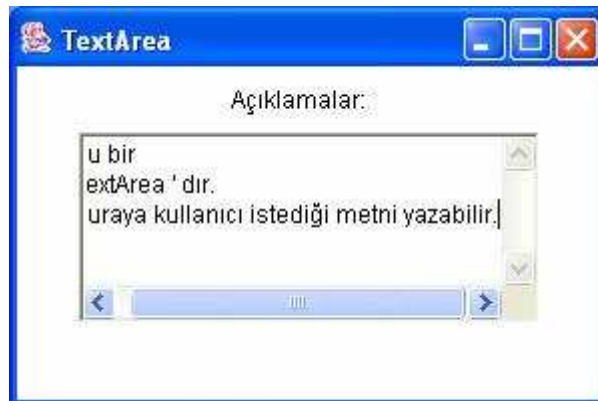 TextArea
Açıklamalar:
u bir
extArea ' dır.
uraya kullanıcı istediği metni yazabilir.